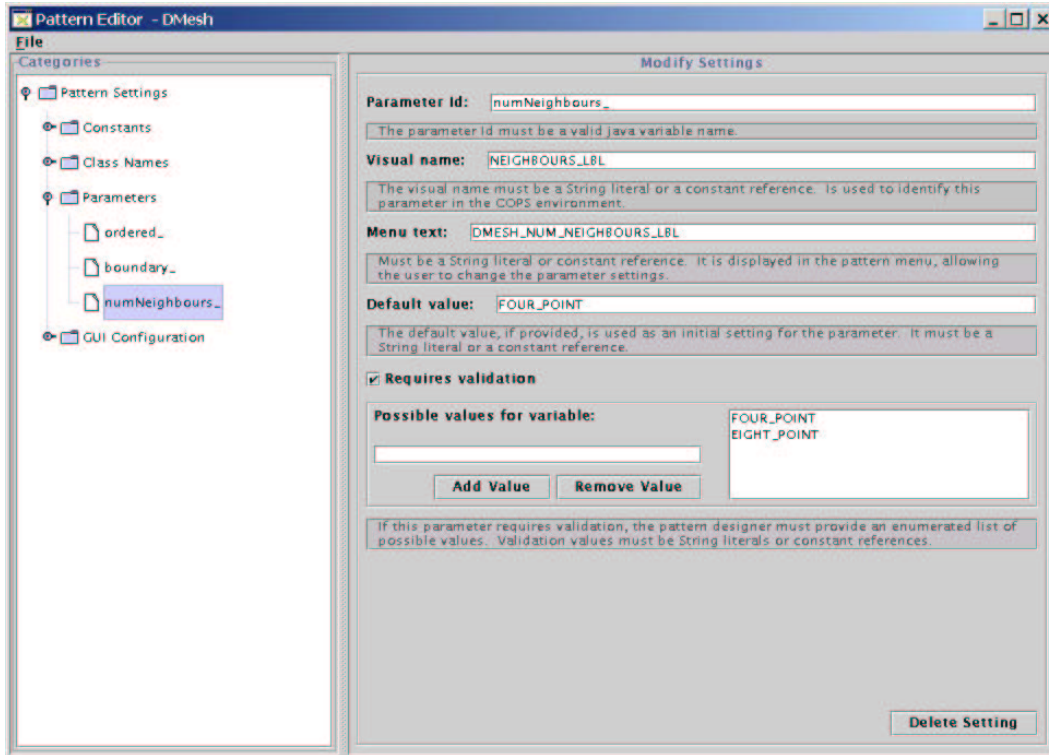 Pattern Editor - DMesh
File
Categories
Pattern Settings
Constants
Class Names
Parameters
ordered_
boundary_
numNeighbours_
GUI Configuration
Modify Settings
Parameter Id: numNeighbours_
The parameter Id must be a valid java variable name.
Visual name: NEIGHBOURS_LBL
The visual name must be a String literal or a constant reference. Is used to identify this
parameter in the COPS environment.
Menu text: DMESH_NUM_NEIGHBOURS_LBL
Must be a String literal or constant reference. It is displayed in the pattern menu, allowing
the user to change the parameter settings.
Default value: FOUR_POINT
The default value, if provided, is used as an initial setting for the parameter. It must be a
String literal or a constant reference.
Requires validation
Possible values for variable:
FOUR_POINT
EIGHT_POINT
Add Value Remove Value
If this parameter requires validation, the pattern designer must provide an enumerated list of
possible values. Validation values must be String literals or constant references.
Delete Setting